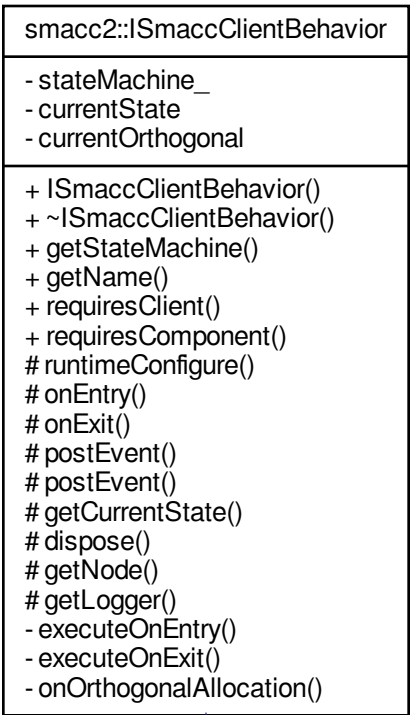 smacc2::ISmaccClientBehavior
- stateMachine_
- currentState
- currentOrthogonal
+ ISmaccClientBehavior()
+ ~ISmaccClientBehavior()
+ getStateMachine()
+ getName()
+ requiresClient()
+ requiresComponent()
# runtimeConfigure()
# onEntry()
# onExit()
# postEvent()
# postEvent()
# getCurrentState()
# dispose()
# getNode()
# getLogger()
- executeOnEntry()
- executeOnExit()
- onOrthogonalAllocation()